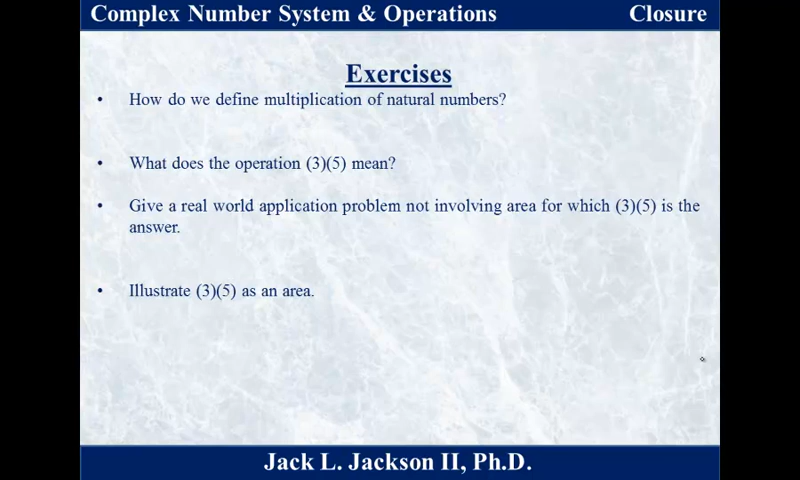 Complex Number System & Operations Closure
Exercises
• How do we define multiplication of natural numbers?
• What does the operation (3)(5) mean?
• Give a real world application problem not involving area for which (3)(5) is the
answer.
• Illustrate (3)(5) as an area.
Jack L. Jackson II, Ph.D.